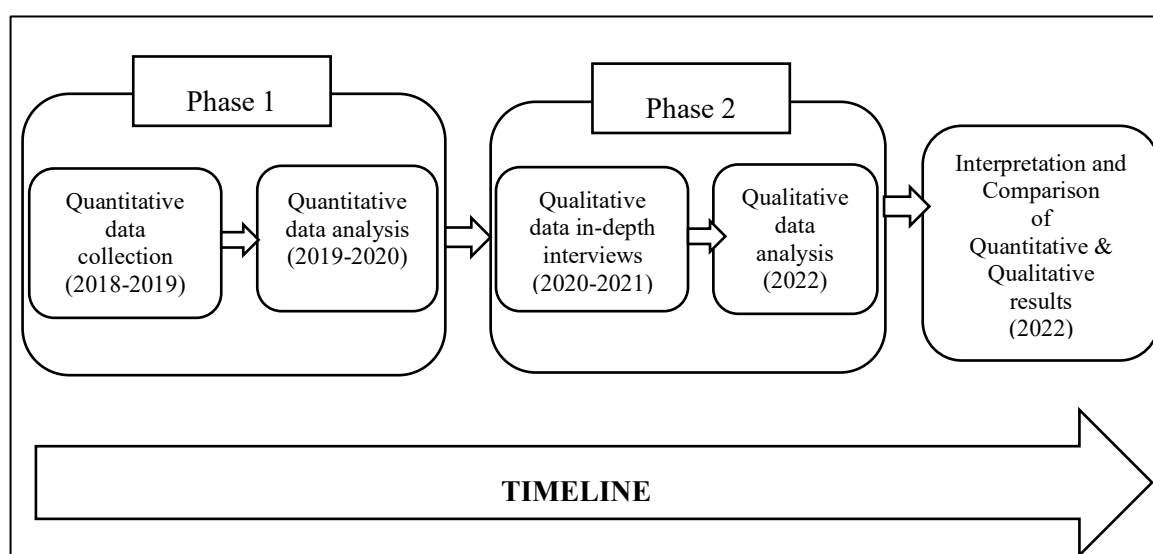 Phase 1
Quantitative
data
collection
(2018-2019)
Quantitative
data analysis
(2019-2020)
Phase 2
Qualitative
data in-depth
interviews
(2020-2021)
Qualitative
data
analysis
(2022)
Interpretation and
Comparison
of
Quantitative &
Qualitative
results
(2022)
TIMELINE